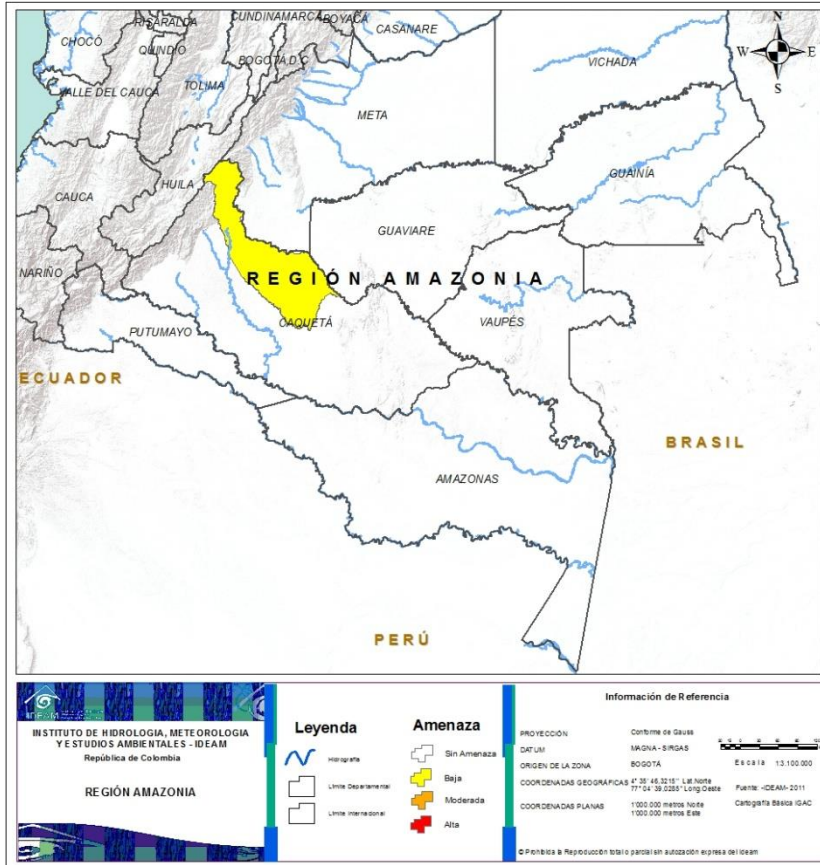 RISARALDA
CUNDINAMARCA
BOYACÁ
CASANARE
CHOCÓ
QUINDIO
BOGOTA D.C
VICHADA
N
W
E
S
TOLIMA
VALLE DEL CAUCA
META
GUAINÍA
CAUCA
HUILA
GUAVIARE
NARIÑO
REGIÓN AMAZONIA
PUTUMAYO
CAQUETÁ
VAUPÉS
ECUADOR
BRASIL
AMAZONAS
PERÚ
IDEAM
INSTITUTO DE HIDROLOGIA, METEOROLOGIA
Y ESTUDIOS AMBIENTALES - IDEAM
República de Colombia
REGIÓN AMAZONIA
Leyenda
Hidrografía
Límite Departamental
Límite Internacional
Amenaza
Sin Amenaza
Baja
Moderada
Alta
Información de Referencia
PROYECCIÓN Conforme de Gauss
DATUM MAGNA - SIRGAS
ORIGEN DE LA ZONA BOGOTÁ
COORDENADAS GEOGRÁFICAS 4° 35' 46,3215" Lat.Norte
77° 04' 39,0285" Long.Oeste
COORDENADAS PLANAS 1'000.000 metros Norte
1'000.000 metros Este
Escala 1:3.100.000
Fuente: -IDEAM- 2011
Cartografía Básica IGAC
© Prohibida la Reproducción total o parcial sin autozación expresa del Ideam